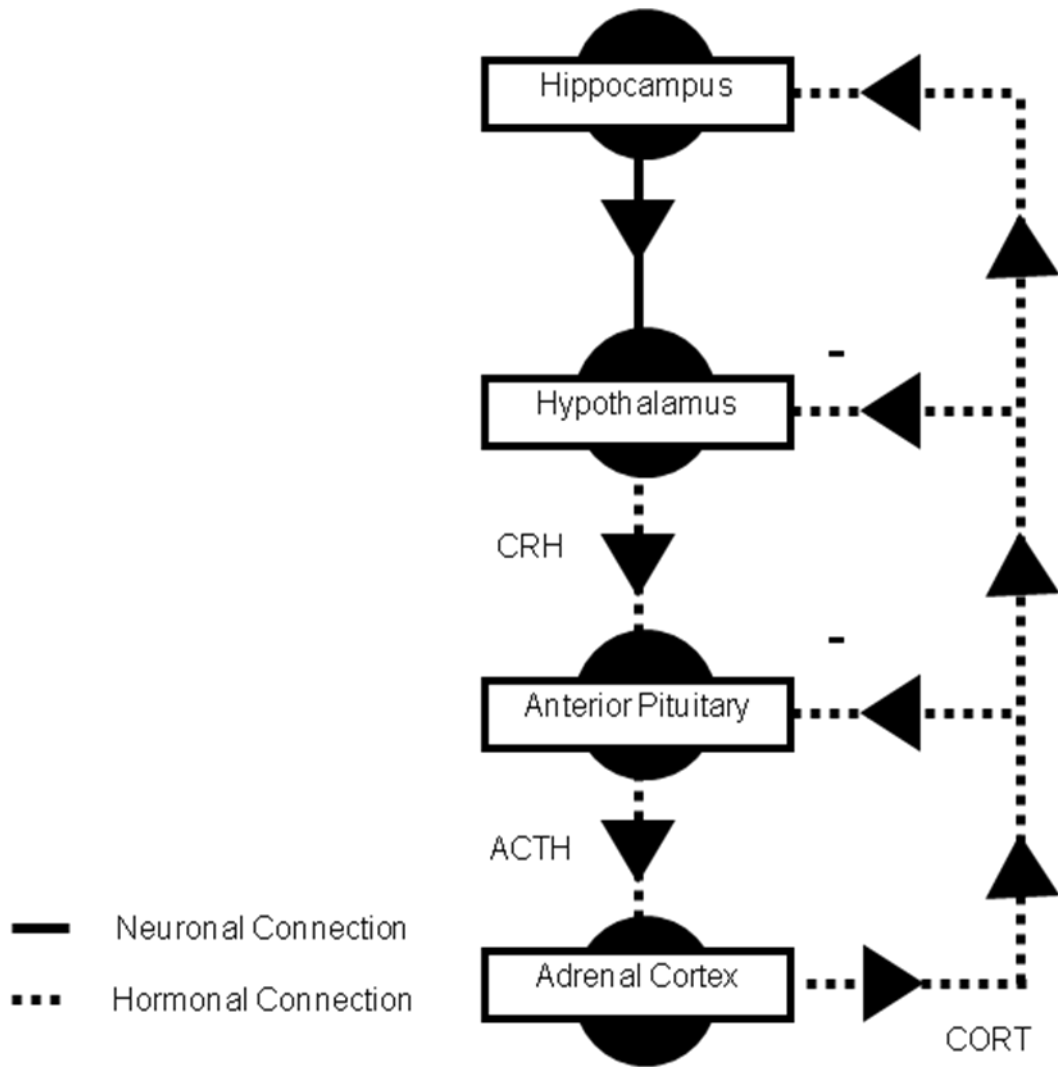 Hippocampus
-
Hypothalamus
CRH
-
Anterior Pituitary
ACTH
Neuronal Connection
Adrenal Cortex
Hormonal Connection
CORT